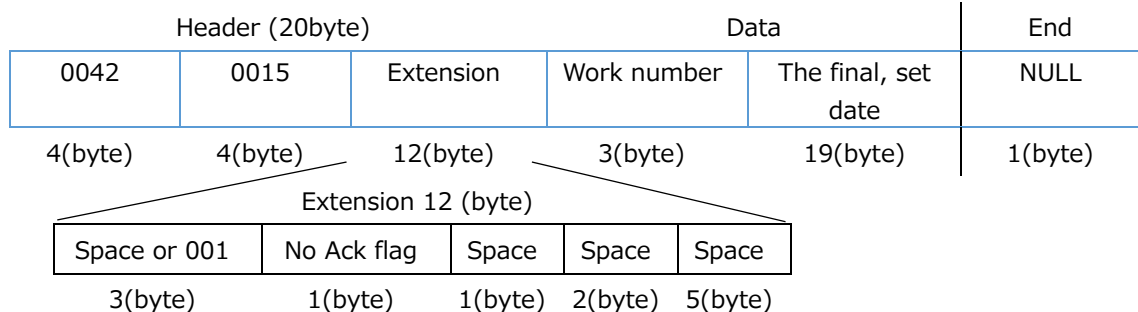 Header (20byte) Data End
0042 0015 Extension Work number The final, set date NULL
4(byte) 4(byte) 12(byte) 3(byte) 19(byte) 1(byte)
Extension 12 (byte)
Space or 001 No Ack flag Space Space Space
3(byte) 1(byte) 1(byte) 2(byte) 5(byte)